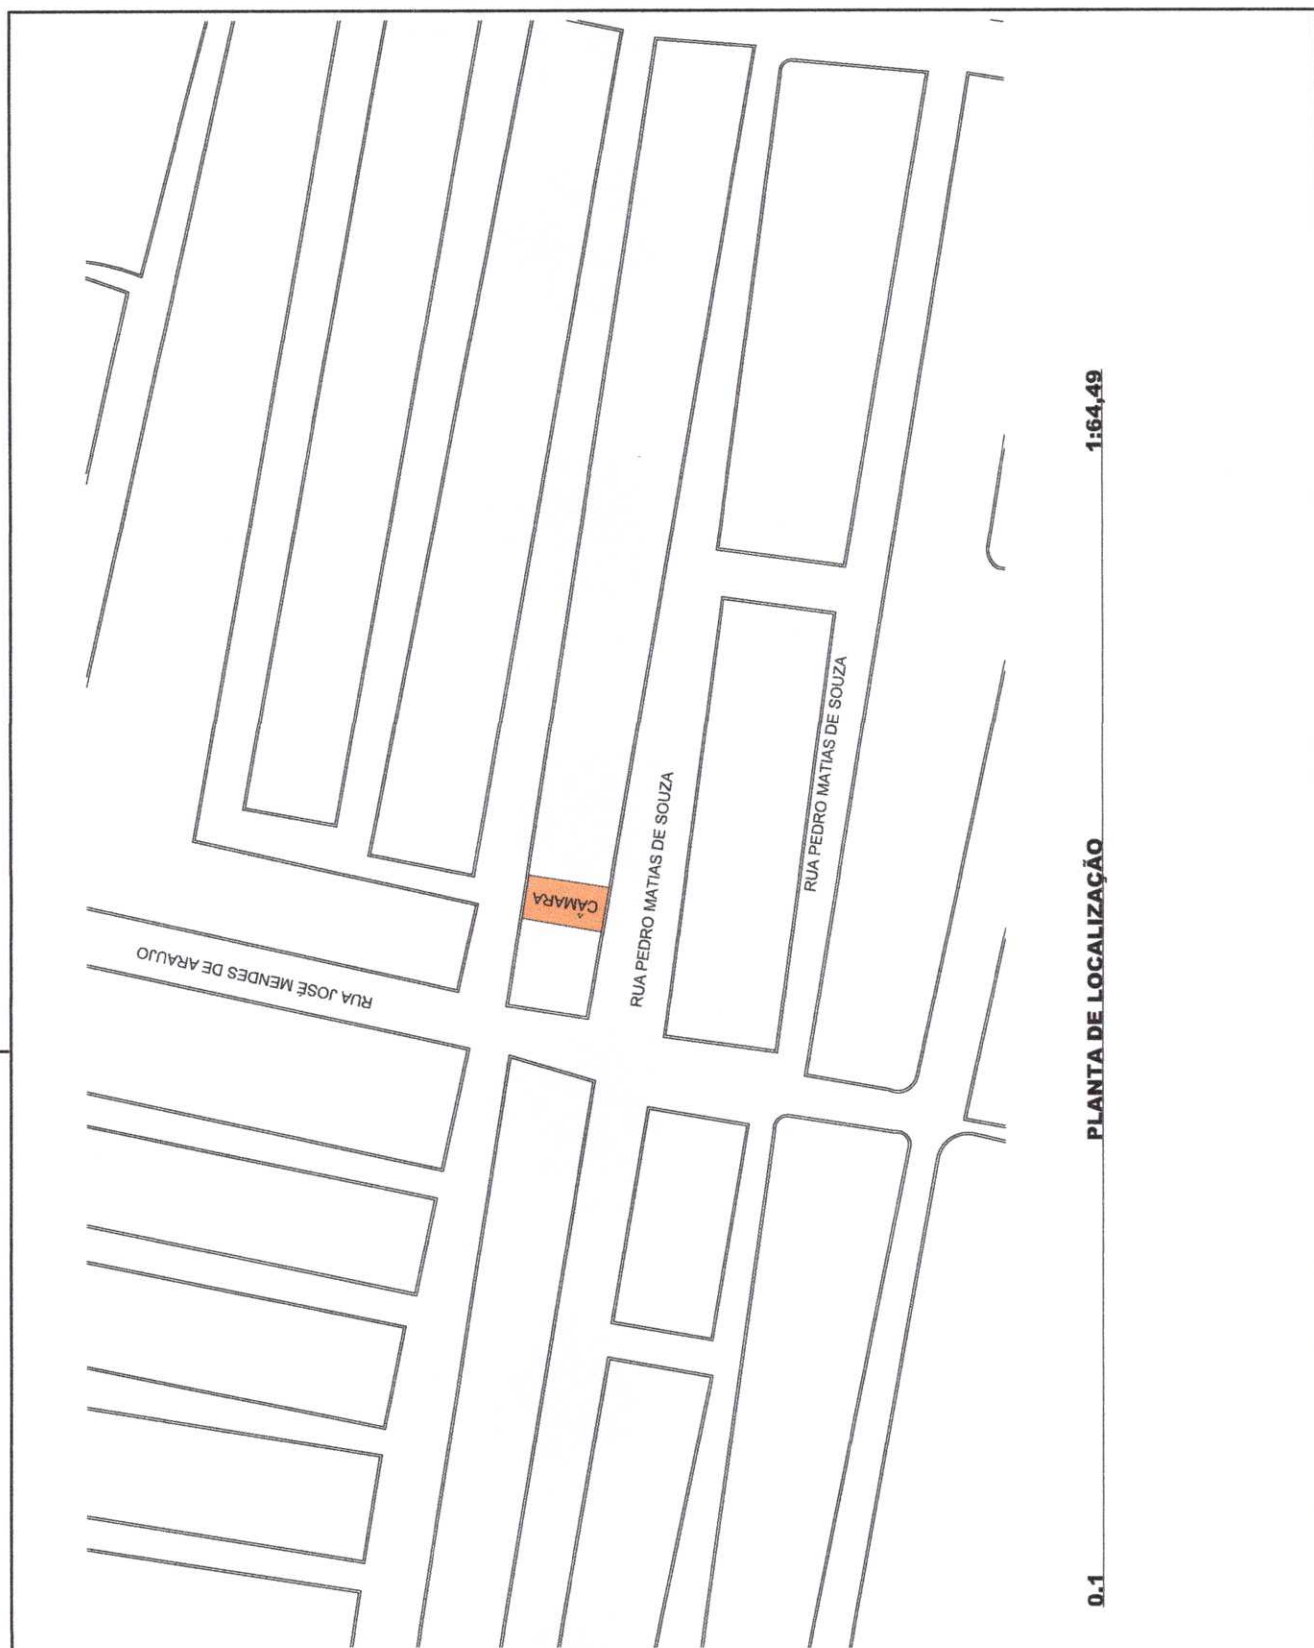 RUA JOSÉ MENDES DE ARAUJO
CÂMARA
RUA PEDRO MATIAS DE SOUZA
RUA PEDRO MATIAS DE SOUZA
0.1
PLANTA DE LOCALIZAÇÃO
1:64,49